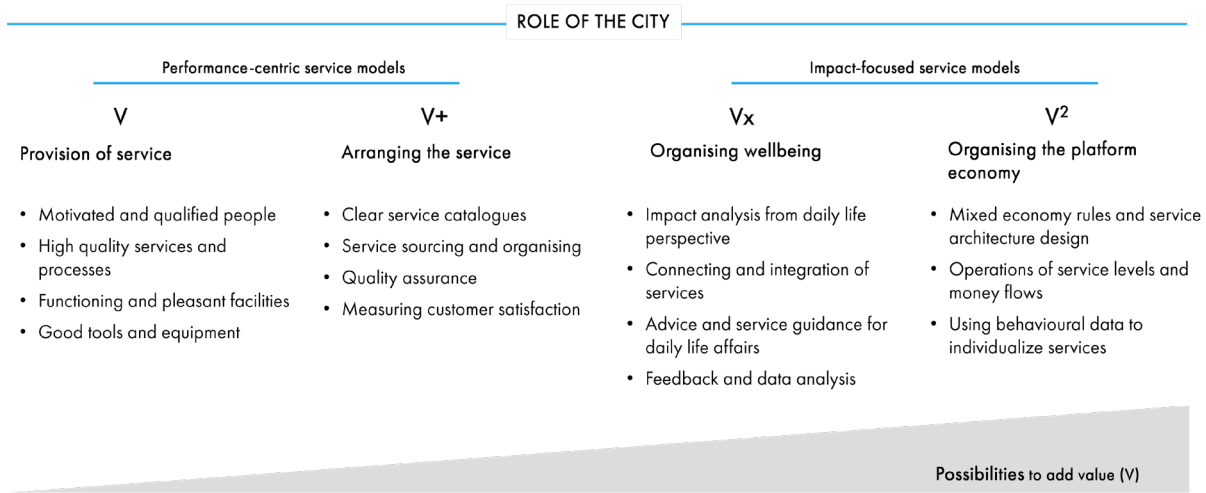 ROLE OF THE CITY
Performance-centric service models
V
Provision of service
• Motivated and qualified people
• High quality services and
processes
• Functioning and pleasant facilities
• Good tools and equipment
V+
Arranging the service
• Clear service catalogues
• Service sourcing and organising
• Quality assurance
• Measuring customer satisfaction
Impact-focused service models
Vx
Organising wellbeing
• Impact analysis from daily life
perspective
• Connecting and integration of
services
• Advice and service guidance for
daily life affairs
• Feedback and data analysis
V²
Organising the platform
economy
• Mixed economy rules and service
architecture design
• Operations of service levels and
money flows
• Using behavioural data to
individualize services
Possibilities to add value (V)